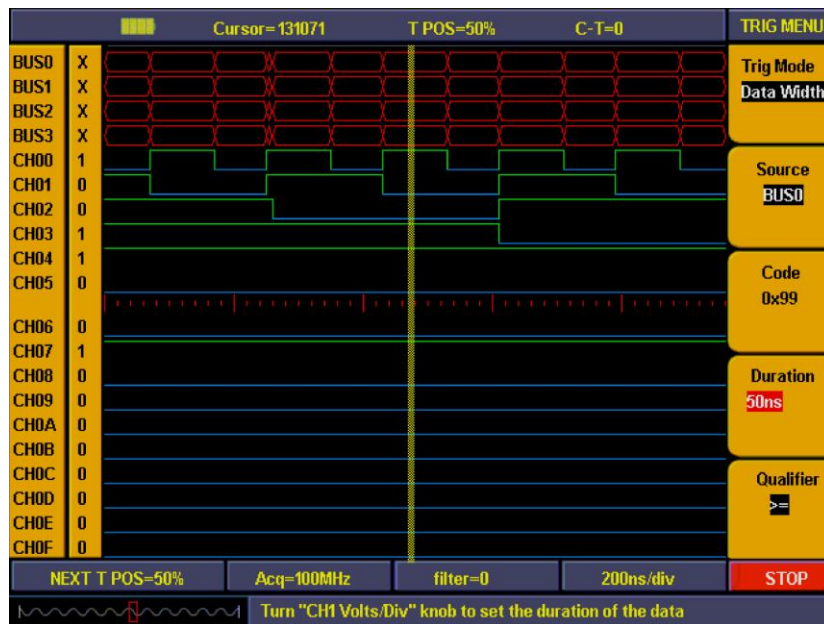 Cursor=131071 T POS=50% C-T=0 TRIG MENU
BUS0 X
BUS1 X
BUS2 X
BUS3 X
CH00 1
CH01 0
CH02 0
CH03 1
CH04 1
CH05 0
CH06 0
CH07 1
CH08 0
CH09 0
CH0A 0
CH0B 0
CH0C 0
CH0D 0
CH0E 0
CH0F 0
Trig Mode
Data Width
Source
BUS0
Code
0x99
Duration
50ns
Qualifier
>=
NEXT T POS=50% Acq=100MHz filter=0 200ns/div STOP
Turn "CH1 Volts/Div" knob to set the duration of the data